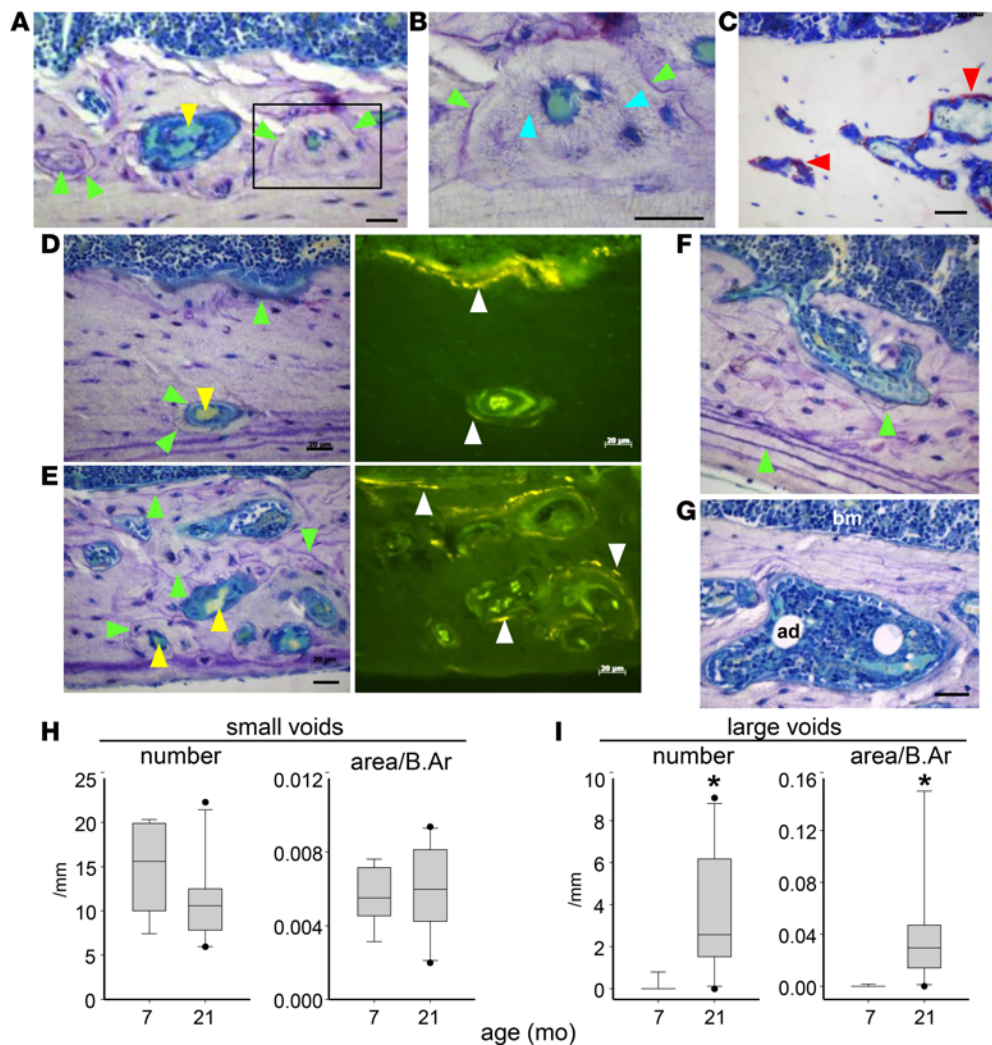 A
B
C
D
20 µm
20 µm
F
E
20 µm
G
bm
ad
H
small voids
number
area/B.Ar
25
20
15
10
5
0
/mm
7
21
0.012
0.008
0.004
0.000
7
21
I
large voids
number
area/B.Ar
10
8
6
4
2
0
/mm
*
7
21
0.16
0.12
0.08
0.04
0.00
*
7
21
age (mo)